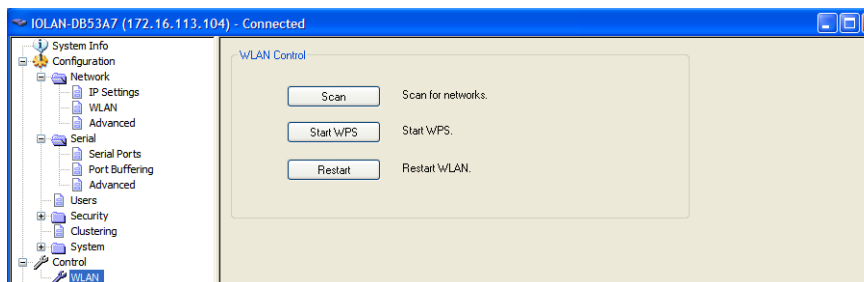 IOLAN-DB53A7 (172.16.113.104) - Connected
System Info
Configuration
Network
IP Settings
WLAN
Advanced
Serial
Serial Ports
Port Buffering
Advanced
Users
Security
Clustering
System
Control
WLAN
WLAN Control
Scan Scan for networks.
Start WPS Start WPS.
Restart Restart WLAN.